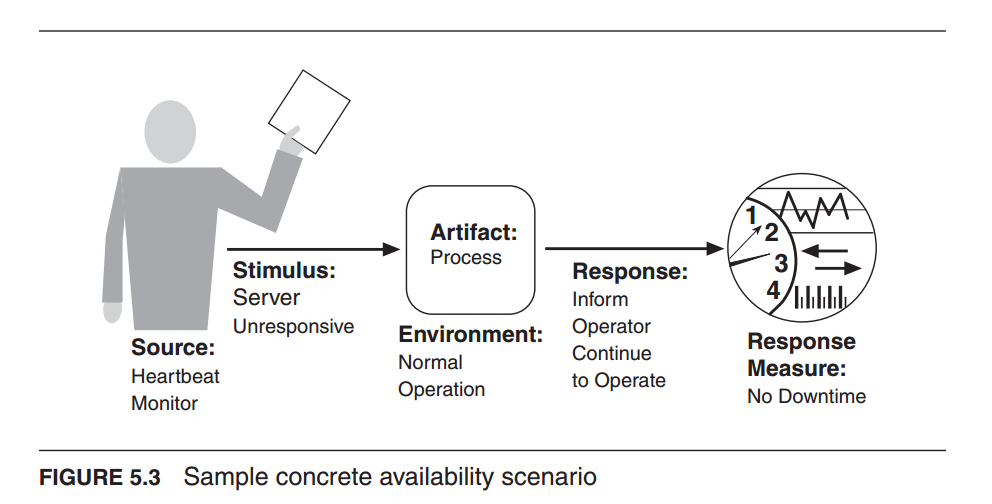 Source:
Heartbeat
Monitor
Stimulus:
Server
Unresponsive
Artifact:
Process
Environment:
Normal
Operation
Response:
Inform
Operator
Continue
to Operate
1
2
3
4
Response
Measure:
No Downtime
FIGURE 5.3 Sample concrete availability scenario